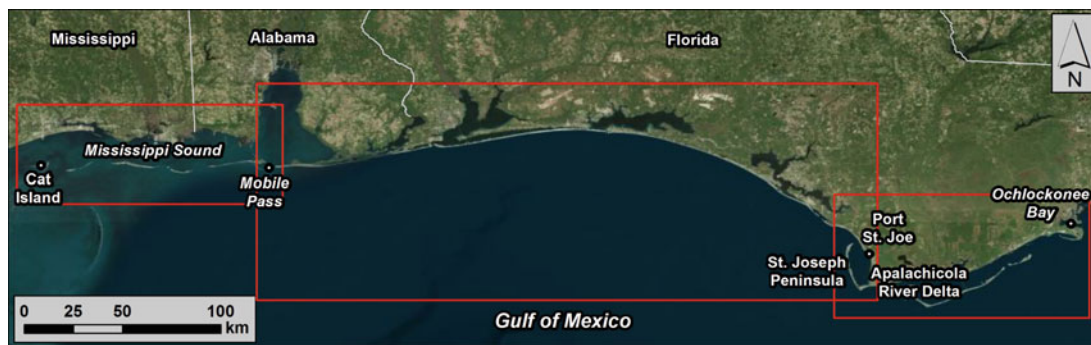 Mississippi
Alabama
Florida
N
Mississippi Sound
Cat
Island
Mobile
Pass
Ochlockonee
Bay
Port
St. Joe
St. Joseph
Peninsula
Apalachicola
River Delta
Gulf of Mexico
0 25 50 100
km